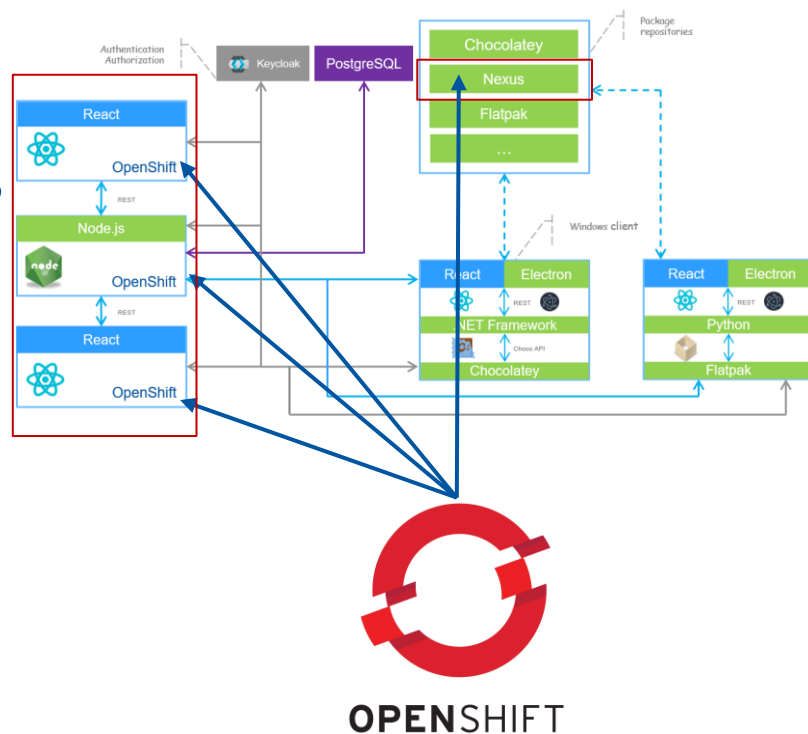 Authentication
Authorization
Keycloak
PostgreSQL
Chocolatey
Nexus
Flatpak
...
Package
repositories
React
OpenShift
REST
Node.js
node
OpenShift
REST
React
OpenShift
Windows client
React
Electron
REST
.NET Framework
Choco API
Chocolatey
React
Electron
REST
Python
Flatpak
OPENSHIFT